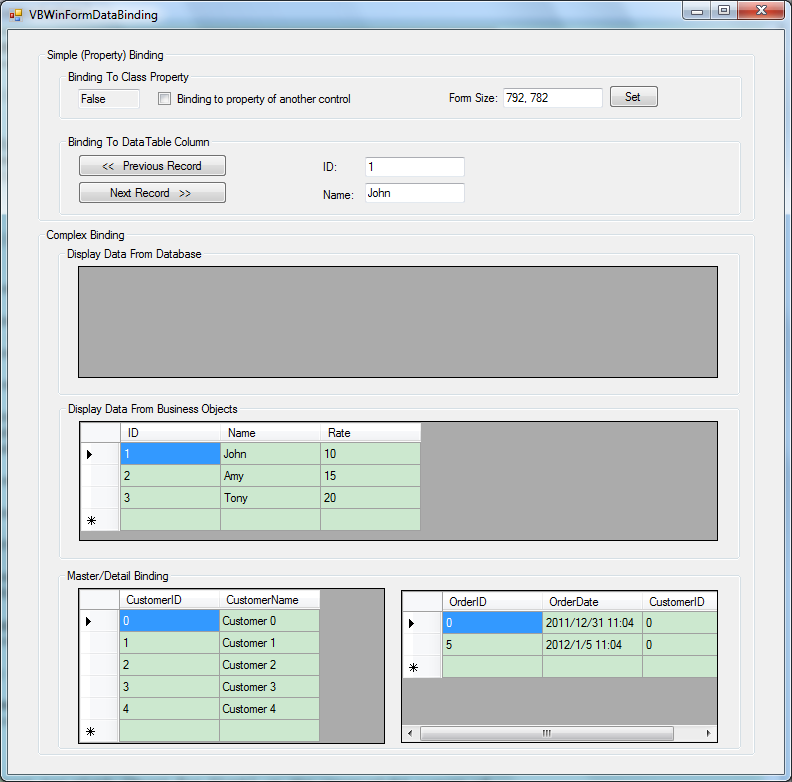 VBWinFormDataBinding
Simple (Property) Binding
Binding To Class Property
False Binding to property of another control Form Size: 792, 782 Set
Binding To DataTable Column
<< Previous Record ID: 1
Next Record >> Name: John
Complex Binding
Display Data From Database
Display Data From Business Objects
ID Name Rate
1 John 10
2 Amy 15
3 Tony 20
Master/Detail Binding
CustomerID CustomerName
0 Customer 0
1 Customer 1
2 Customer 2
3 Customer 3
4 Customer 4
OrderID OrderDate CustomerID
0 2011/12/31 11:04 0
5 2012/1/5 11:04 0